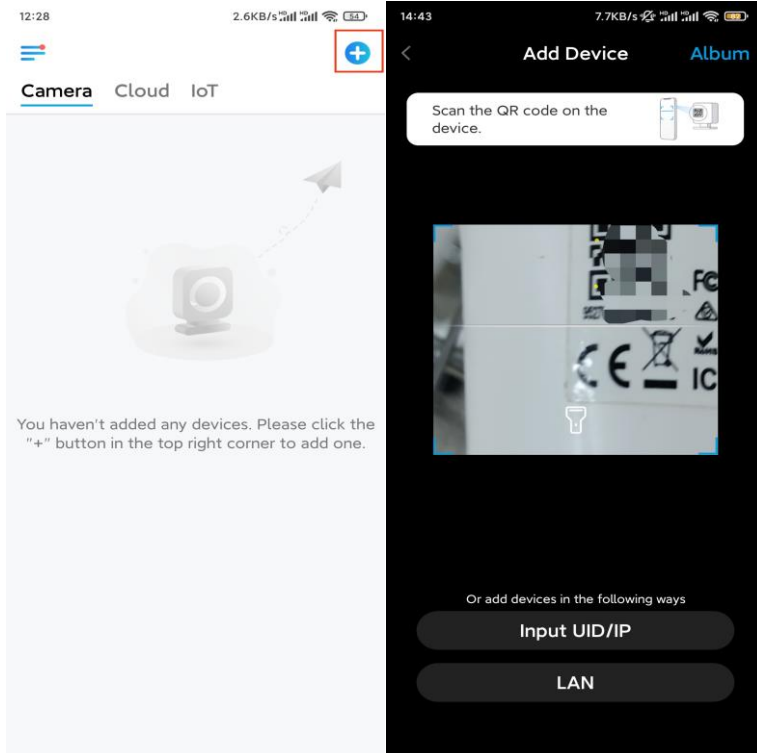 12:28
2.6KB/s
54
Camera Cloud IoT
You haven't added any devices. Please click the
"+" button in the top right corner to add one.
14:43
7.7KB/s
Add Device
Album
Scan the QR code on the
device.
FC
CE
IC
Or add devices in the following ways
Input UID/IP
LAN